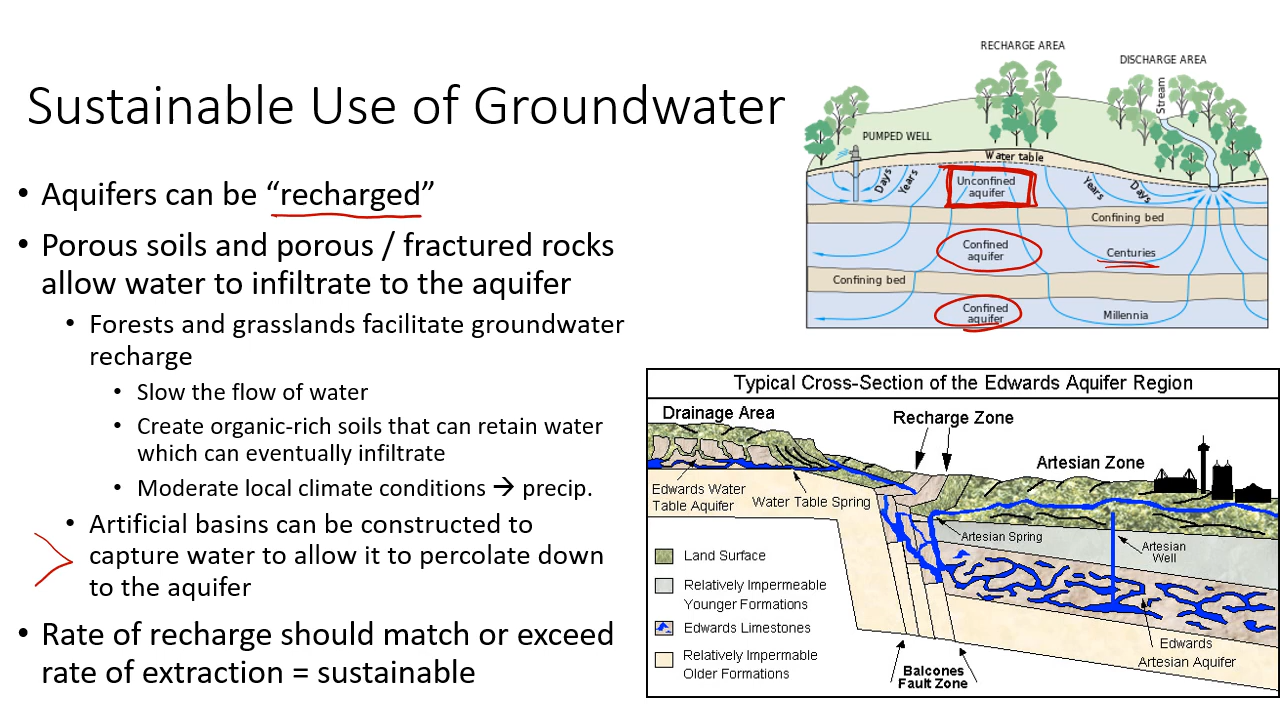 Sustainable Use of Groundwater
• Aquifers can be “recharged”
• Porous soils and porous / fractured rocks
allow water to infiltrate to the aquifer
• Forests and grasslands facilitate groundwater
recharge
• Slow the flow of water
• Create organic-rich soils that can retain water
which can eventually infiltrate
• Moderate local climate conditions → precip.
• Artificial basins can be constructed to
capture water to allow it to percolate down
to the aquifer
• Rate of recharge should match or exceed
rate of extraction = sustainable
RECHARGE AREA
DISCHARGE AREA
Stream
PUMPED WELL
Water table
Days
Years
Unconfined
aquifer
Years
Days
Confining bed
Confined
aquifer
Centuries
Confining bed
Confined
aquifer
Millennia
Typical Cross-Section of the Edwards Aquifer Region
Drainage Area
Recharge Zone
Artesian Zone
Edwards Water
Table Aquifer
Water Table Spring
Artesian Spring
Artesian
Well
Land Surface
Relatively Impermeable
Younger Formations
Edwards Limestones
Relatively Impermable
Older Formations
Balcones
Fault Zone
Edwards
Artesian Aquifer